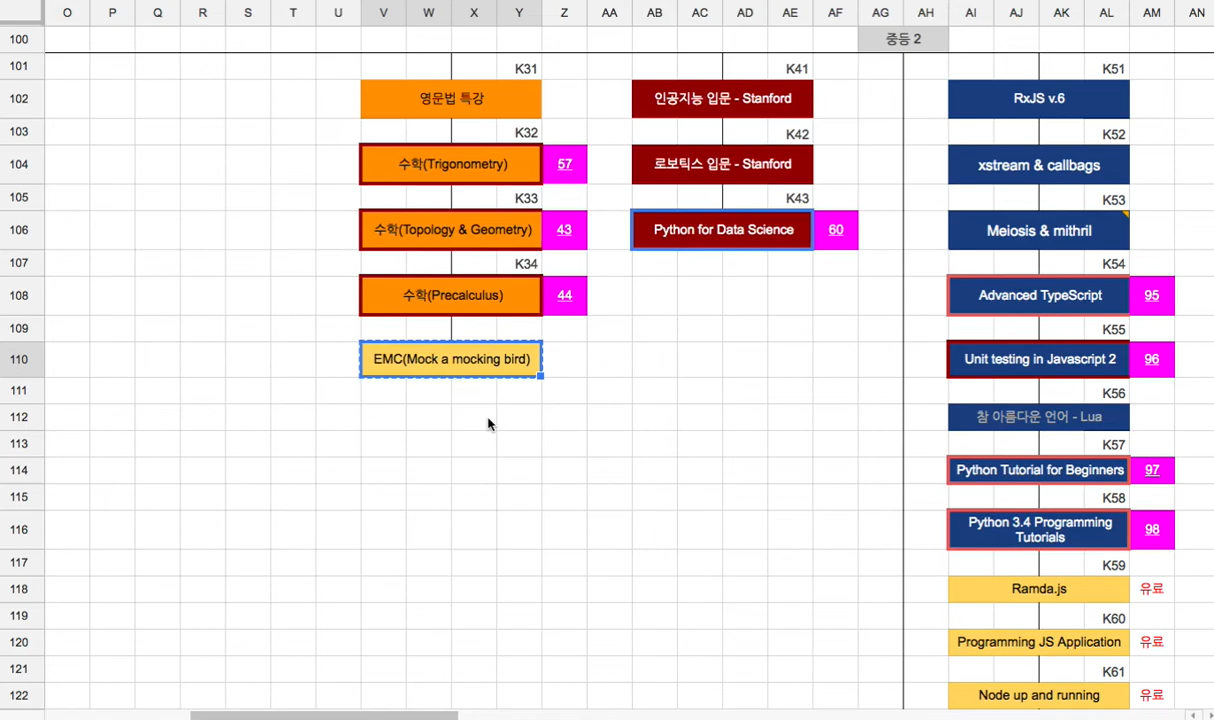 O P Q R S T U V W X Y Z AA AB AC AD AE AF AG AH AI AJ AK AL AM AN
100 중등 2
101 K31 K41 K51
102 영문법 특강 인공지능 입문 - Stanford RxJS v.6
103 K32 K42 K52
104 수학(Trigonometry) 57 로보틱스 입문 - Stanford xstream & callbags
105 K33 K43 K53
106 수학(Topology & Geometry) 43 Python for Data Science 60 Meiosis & mithril
107 K34 K54
108 수학(Precalculus) 44 Advanced TypeScript 95
109 K55
110 EMC(Mock a mocking bird) Unit testing in Javascript 2 96
111 K56
112 참 아름다운 언어 - Lua
113 K57
114 Python Tutorial for Beginners 97
115 K58
116 Python 3.4 Programming
Tutorials 98
117 K59
118 Ramda.js 유료
119 K60
120 Programming JS Application 유료
121 K61
122 Node up and running 유료